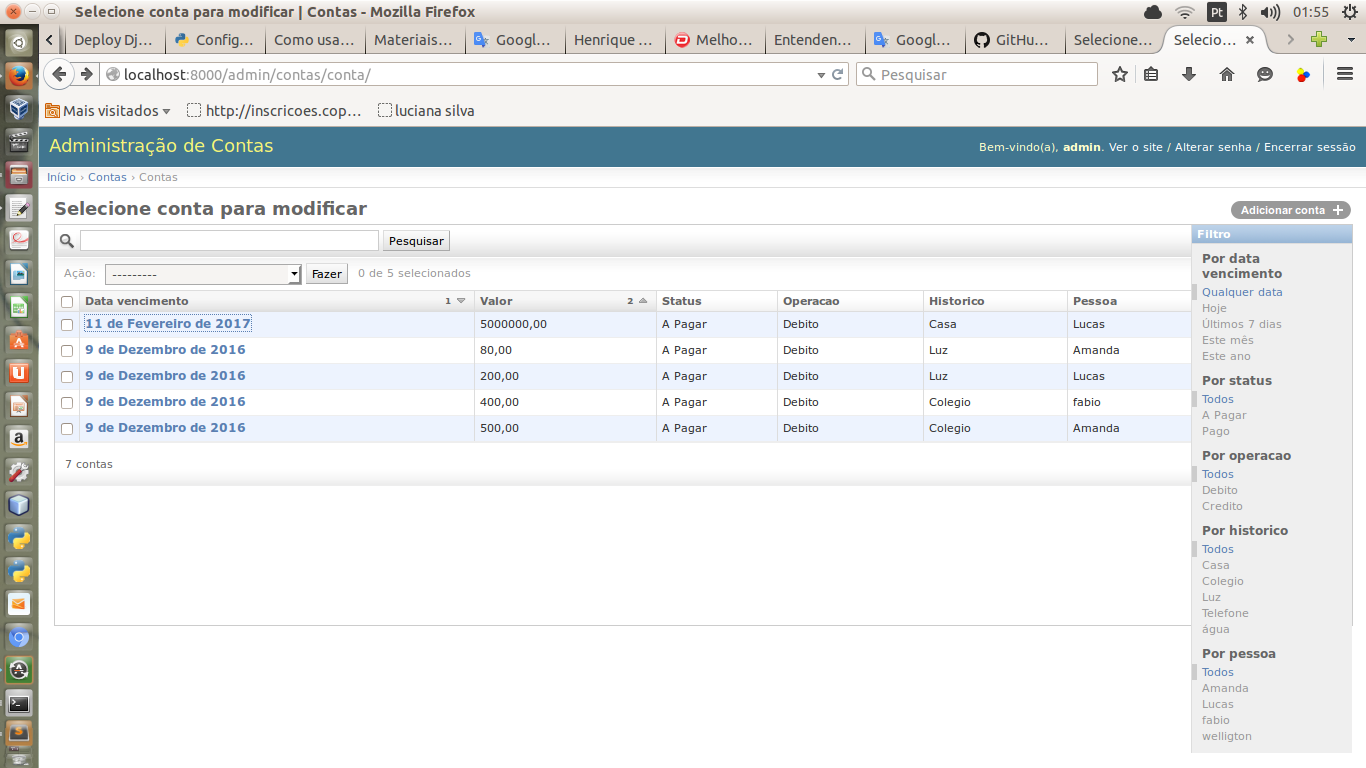 Selecione conta para modificar | Contas - Mozilla Firefox
Pt
01:55
Deploy Dj... Config... Como usa... Materiais... Googl... Henrique ... Melho... Entenden... Googl... GitHu... Selecione... Selecio...
localhost:8000/admin/contas/conta/
Pesquisar
Mais visitados http://inscricoes.cop... luciana silva
Administração de Contas
Bem-vindo(a), admin. Ver o site / Alterar senha / Encerrar sessão
Início › Contas › Contas
Selecione conta para modificar
Adicionar conta
Pesquisar
Ação: --------- Fazer 0 de 5 selecionados
Data vencimento 1 Valor 2 Status Operacao Historico Pessoa
11 de Fevereiro de 2017 5000000,00 A Pagar Debito Casa Lucas
9 de Dezembro de 2016 80,00 A Pagar Debito Luz Amanda
9 de Dezembro de 2016 200,00 A Pagar Debito Luz Lucas
9 de Dezembro de 2016 400,00 A Pagar Debito Colegio fabio
9 de Dezembro de 2016 500,00 A Pagar Debito Colegio Amanda
7 contas
Filtro
Por data
vencimento
Qualquer data
Hoje
Últimos 7 dias
Este mês
Este ano
Por status
Todos
A Pagar
Pago
Por operacao
Todos
Debito
Credito
Por historico
Todos
Casa
Colegio
Luz
Telefone
água
Por pessoa
Todos
Amanda
Lucas
fabio
welligton